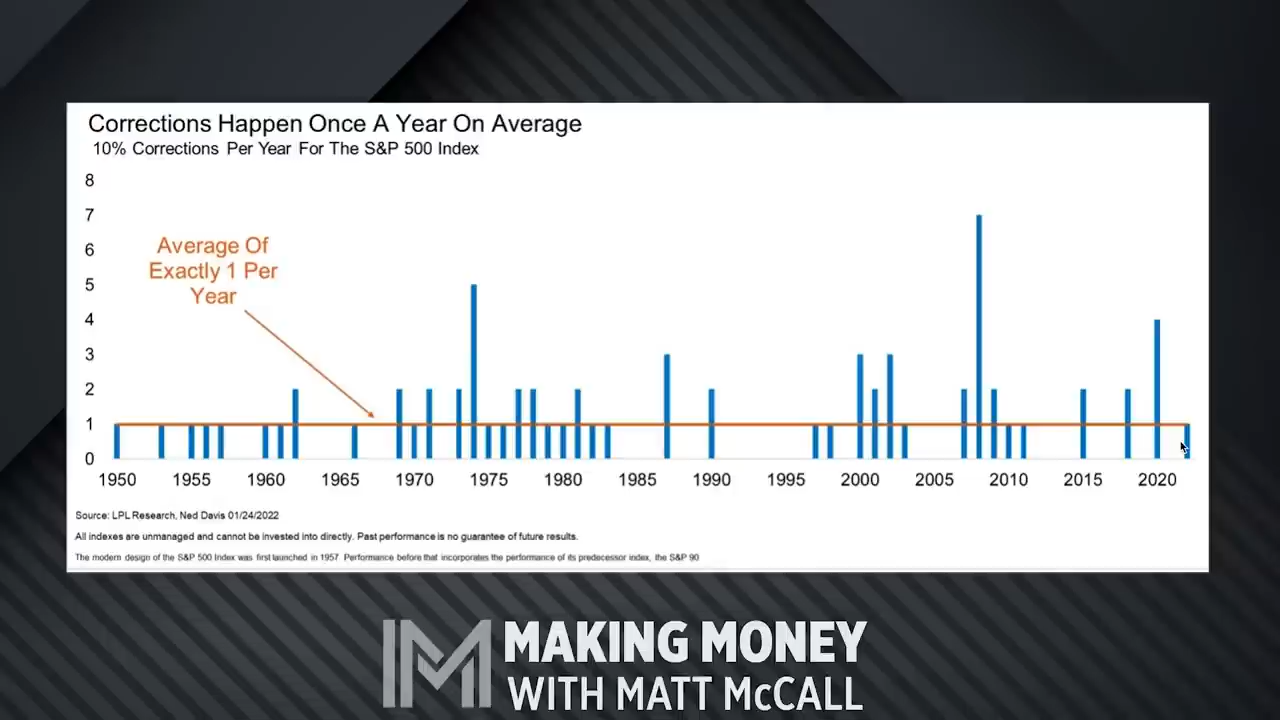 Corrections Happen Once A Year On Average
10% Corrections Per Year For The S&P 500 Index
8
7
6
5
4
3
2
1
0
Average Of
Exactly 1 Per
Year
1950 1955 1960 1965 1970 1975 1980 1985 1990 1995 2000 2005 2010 2015 2020
Source: LPL Research, Ned Davis 01/24/2022
All indexes are unmanaged and cannot be invested into directly. Past performance is no guarantee of future results.
The modern design of the S&P 500 Index was first launched in 1957. Performance before that incorporates the performance of its predecessor index, the S&P 90
MAKING MONEY
WITH MATT McCALL